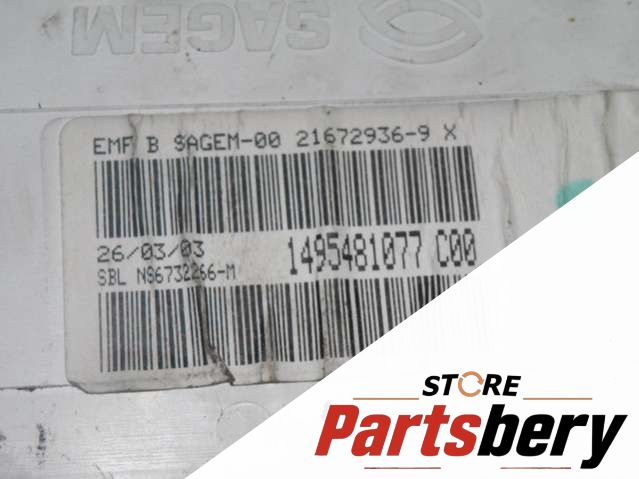 SAGEM
EMF B SAGEM-00 21672936-9 X
26/03/03
1495481077 C00
SBL N96732266-M
STORE
Partsbery